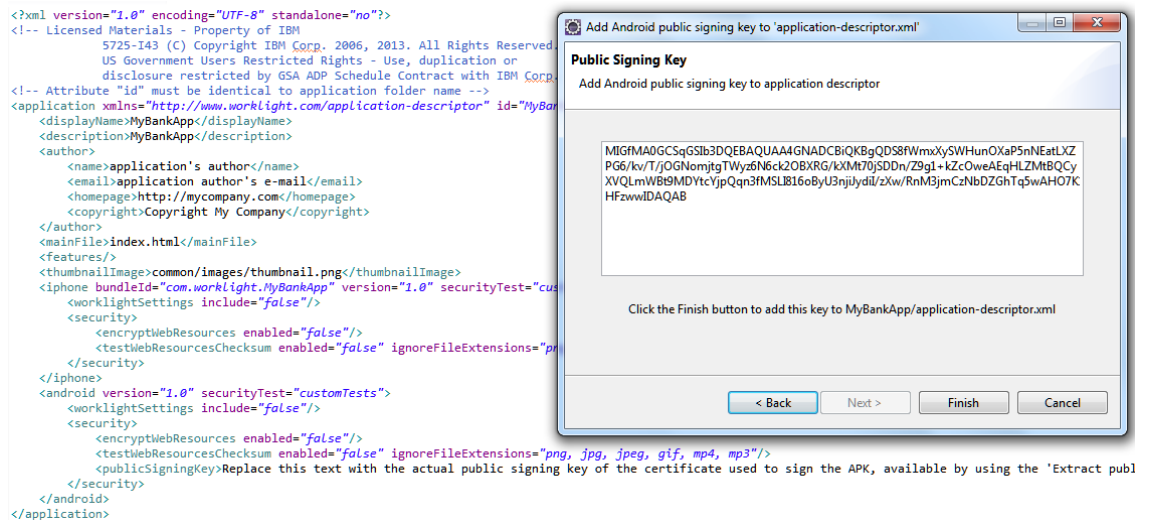 <?xml version="1.0" encoding="UTF-8" standalone="no"?>
<!-- Licensed Materials - Property of IBM
5725-I43 (C) Copyright IBM Corp. 2006, 2013. All Rights Reserved.
US Government Users Restricted Rights - Use, duplication or
disclosure restricted by GSA ADP Schedule Contract with IBM Corp.
<!-- Attribute "id" must be identical to application folder name -->
<application xmlns="http://www.worklight.com/application-descriptor" id="MyBan
<displayName>MyBankApp</displayName>
<description>MyBankApp</description>
<author>
<name>application's author</name>
<email>application author's e-mail</email>
<homepage>http://mycompany.com</homepage>
<copyright>Copyright My Company</copyright>
</author>
<mainFile>index.html</mainFile>
<features/>
<thumbnailImage>common/images/thumbnail.png</thumbnailImage>
<iphone bundleId="com.worklight.MyBankApp" version="1.0" securityTest="cus
<worklightSettings include="false"/>
<security>
<encryptWebResources enabled="false"/>
<testWebResourcesChecksum enabled="false" ignoreFileExtensions="pn
</security>
</iphone>
<android version="1.0" securityTest="customTests">
<worklightSettings include="false"/>
<security>
<encryptWebResources enabled="false"/>
<testWebResourcesChecksum enabled="false" ignoreFileExtensions="png, jpg, jpeg, gif, mp4, mp3"/>
<publicSigningKey>Replace this text with the actual public signing key of the certificate used to sign the APK, available by using the 'Extract publ
</security>
</android>
</application>
Add Android public signing key to 'application-descriptor.xml'
Public Signing Key
Add Android public signing key to application descriptor
MIGfMA0GCSqGSIb3DQEBAQUAA4GNADCBiQKBgQDS8fWmxXySWHunOXaP5nNEatLXZ
PG6/kv/T/jOGNomjtgTWyz6N6ck2OBXRG/kXMt70jSDDn/Z9g1+kZcOweAEqHLZMtBQCy
XVQLmWBt9MDYtcYjpQqn3fMSLI816oByU3njiJydiI/zXw/RnM3jmCzNbDZGhTq5wAHO7K
HFzwwIDAQAB
Click the Finish button to add this key to MyBankApp/application-descriptor.xml
< Back
Next >
Finish
Cancel